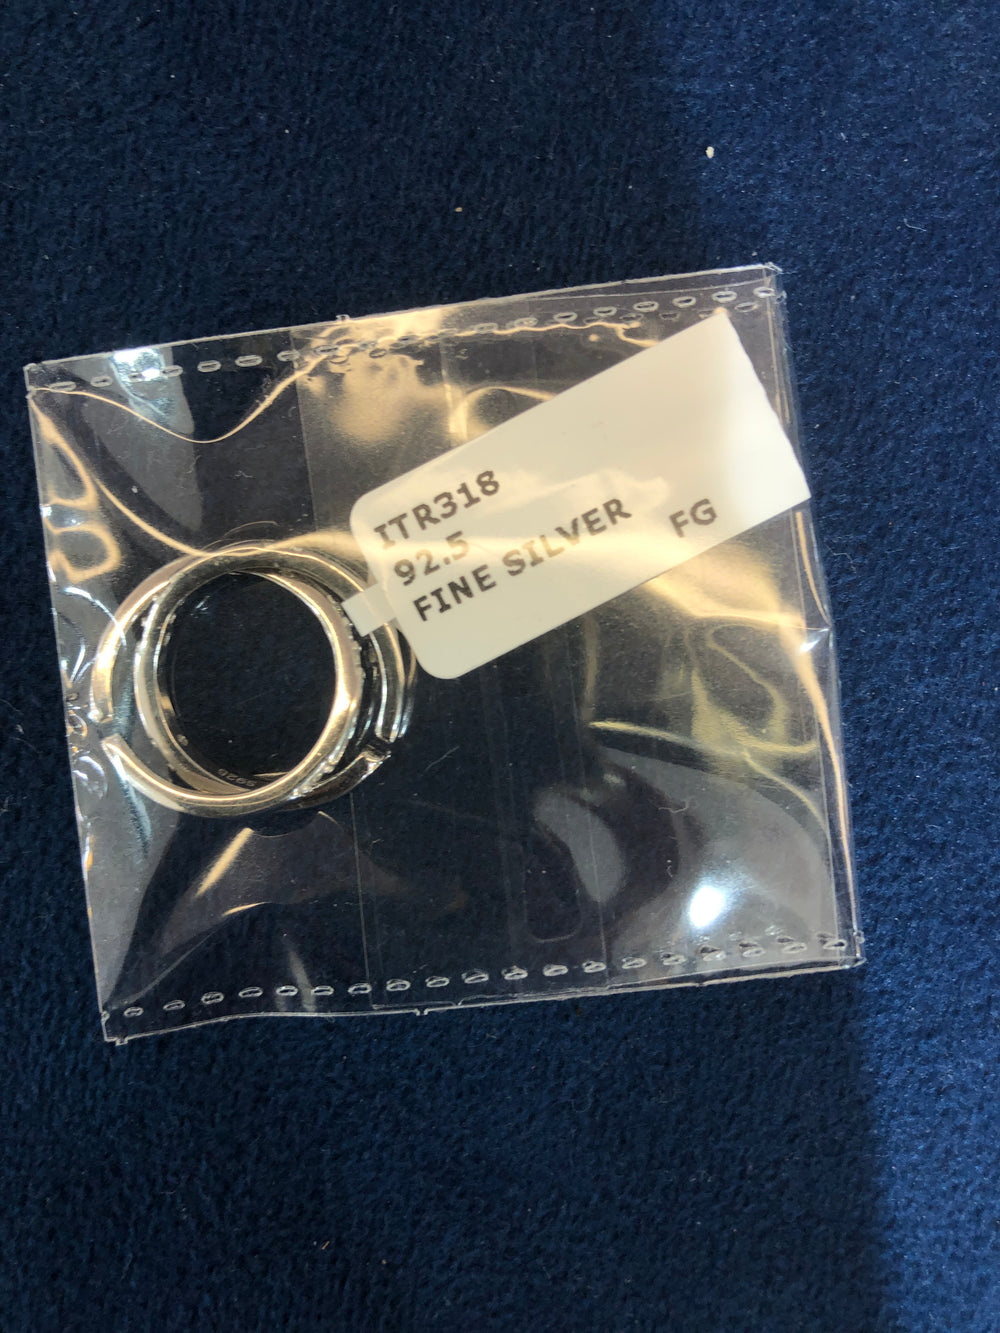 ITR318
92.5
FINE SILVER FG